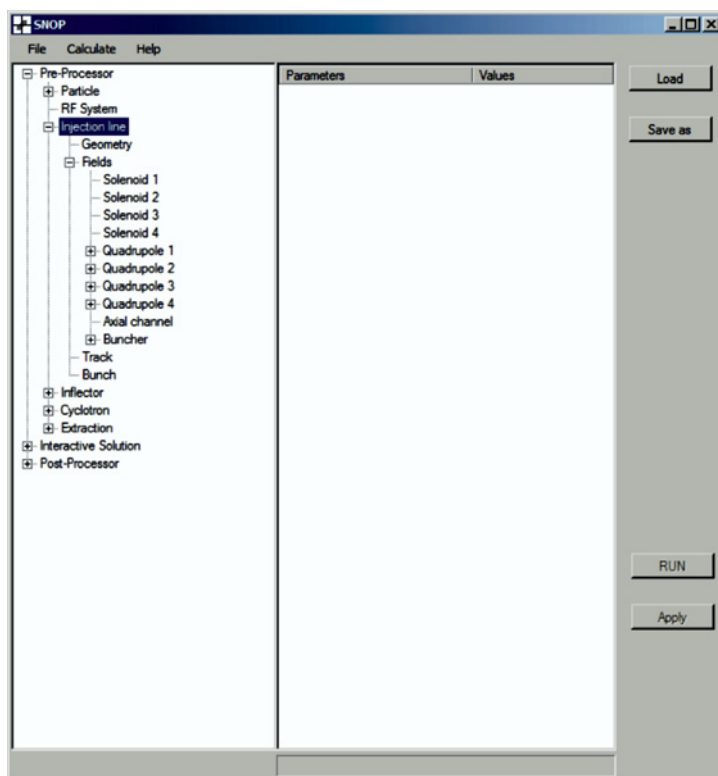 SNOP
File Calculate Help
Pre-Processor
Particle
RF System
Injection line
Geometry
Fields
Solenoid 1
Solenoid 2
Solenoid 3
Solenoid 4
Quadrupole 1
Quadrupole 2
Quadrupole 3
Quadrupole 4
Axial channel
Buncher
Track
Bunch
Inflector
Cyclotron
Extraction
Interactive Solution
Post-Processor
Parameters Values
Load
Save as
RUN
Apply